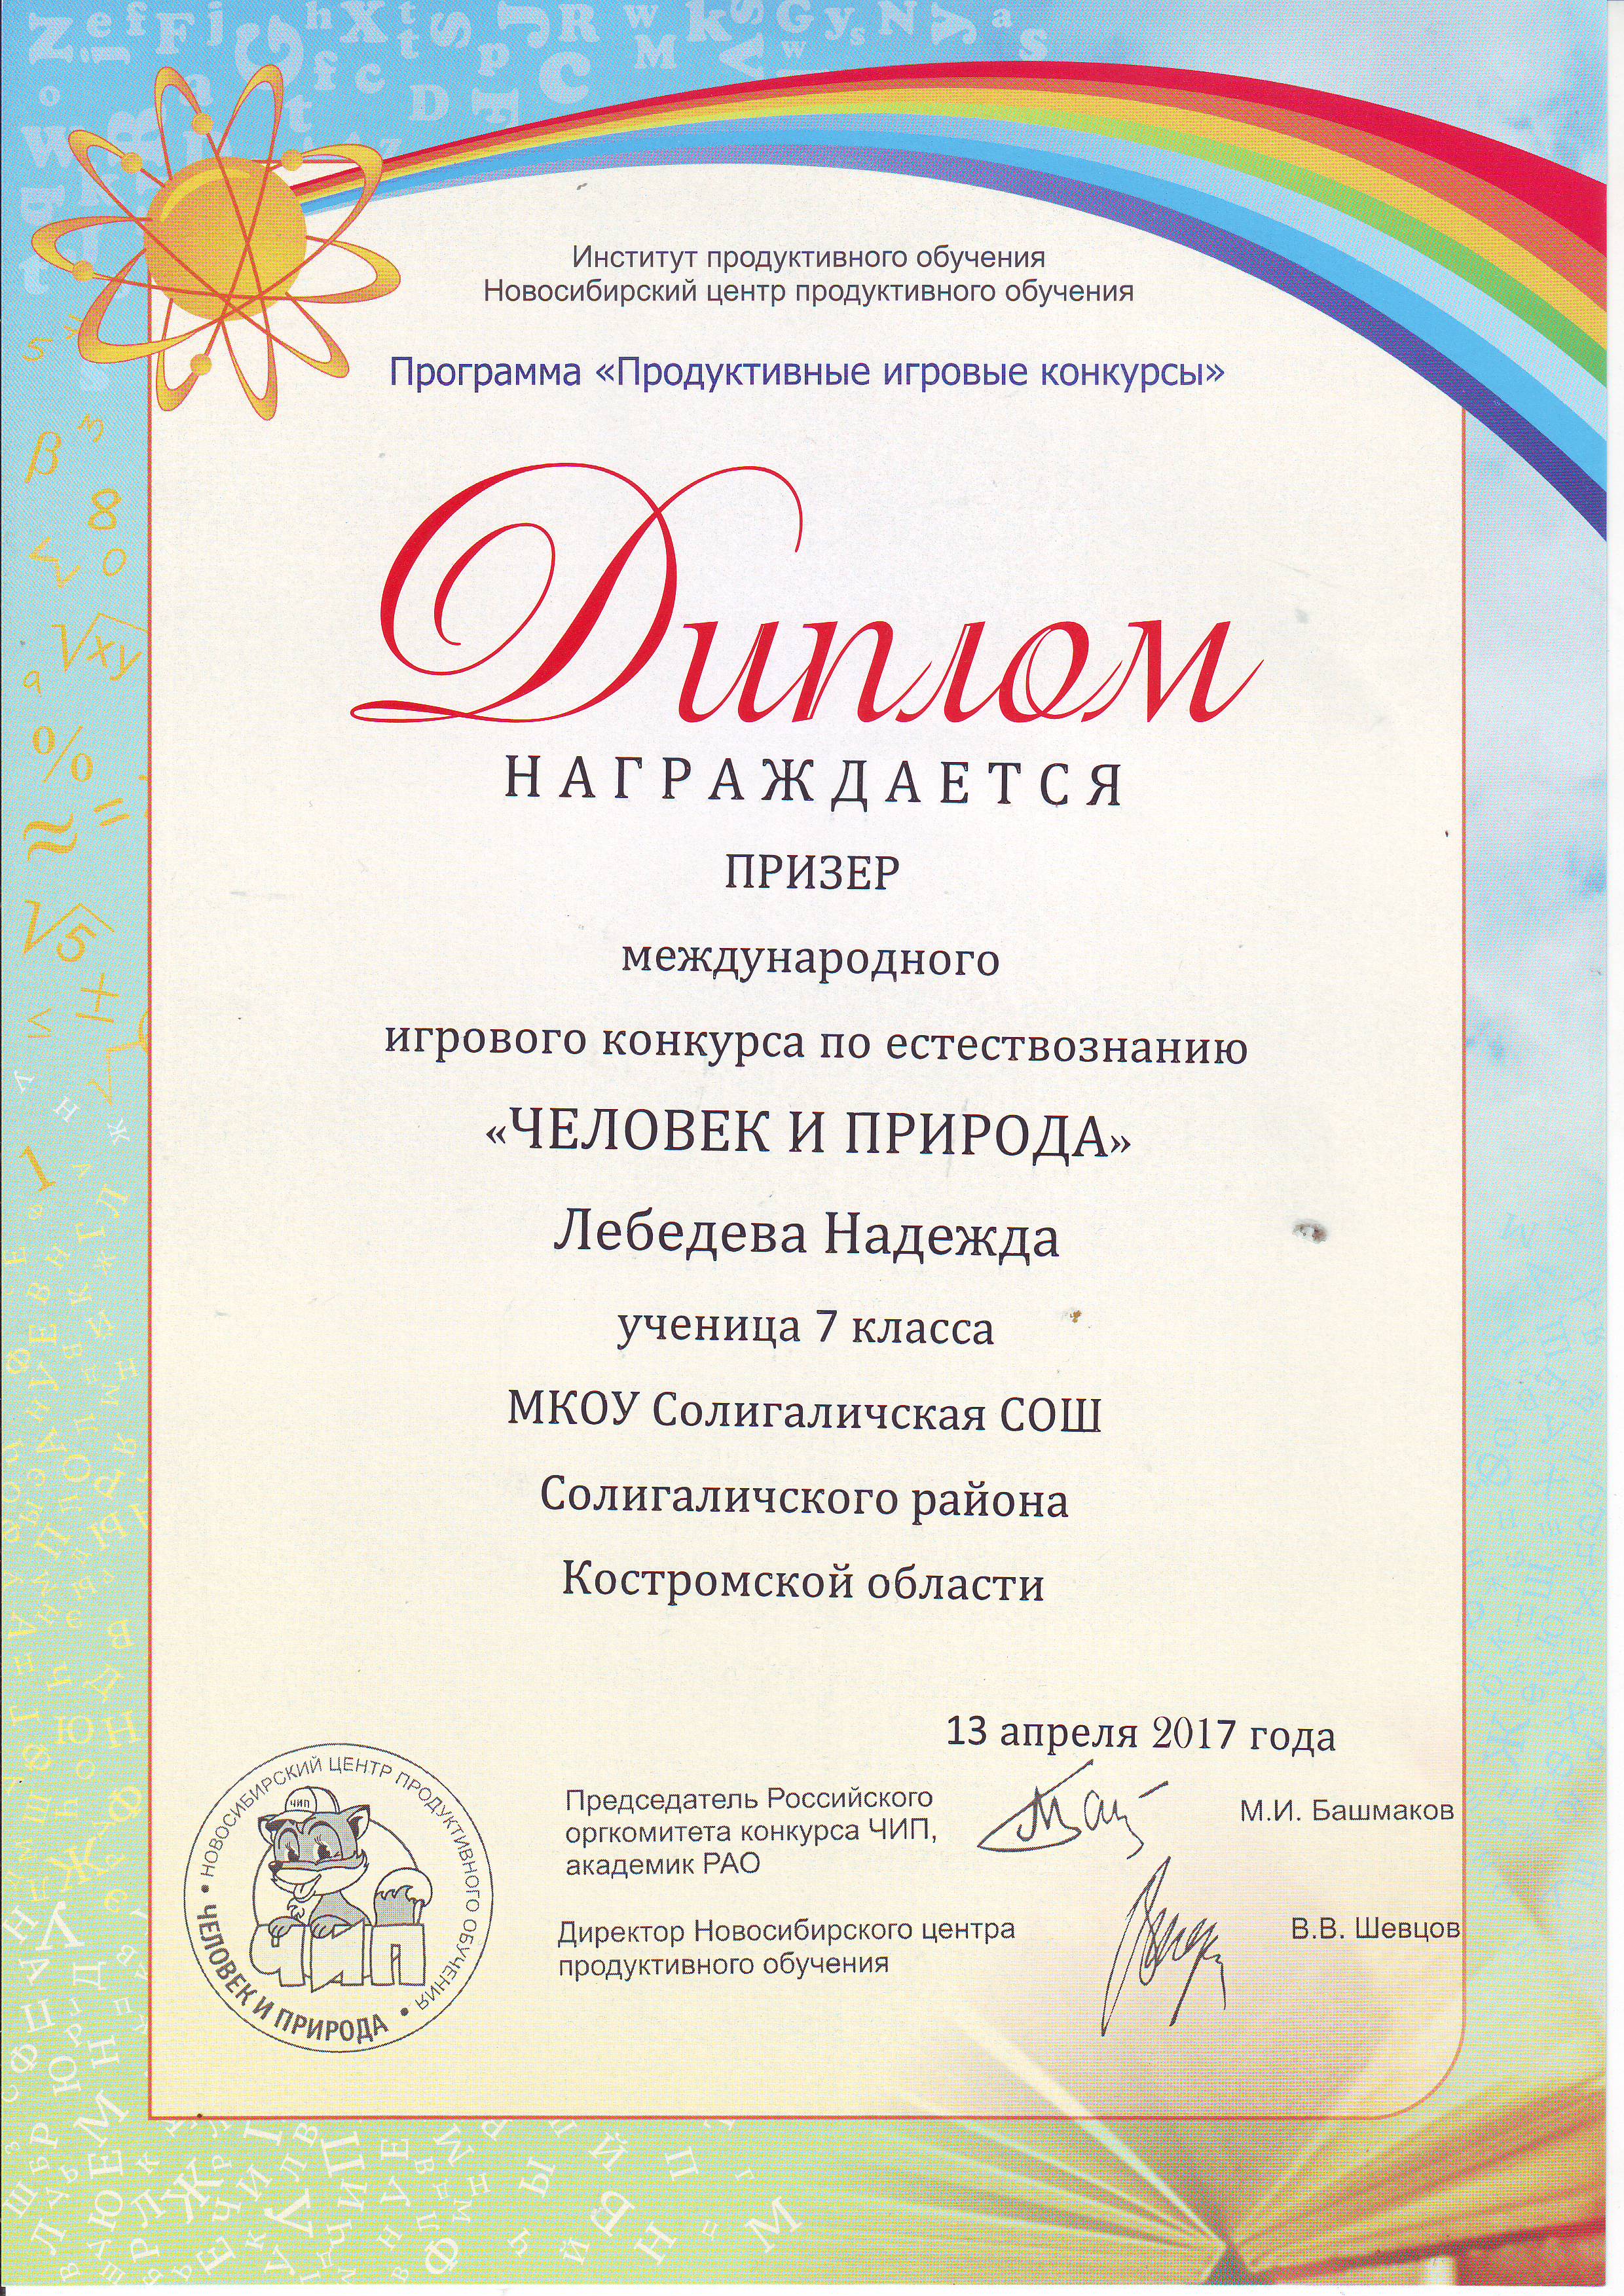 Институт продуктивного обучения
Новосибирский центр продуктивного обучения
Программа «Продуктивные игровые конкурсы»
Диплом
НАГРАЖДАЕТСЯ
ПРИЗЕР
международного
игрового конкурса по естествознанию
«ЧЕЛОВЕК И ПРИРОДА»
Лебедева Надежда
ученица 7 класса
МКОУ Солигаличская СОШ
Солигаличского района
Костромской области
13 апреля 2017 года
Председатель Российского
оргкомитета конкурса ЧИП,
академик РАО
М.И. Башмаков
Директор Новосибирского центра
продуктивного обучения
В.В. Шевцов
• НОВОСИБИРСКИЙ ЦЕНТР ПРОДУКТИВНОГО ОБУЧЕНИЯ •
ЧЕЛОВЕК И ПРИРОДА
чип
ЧИП